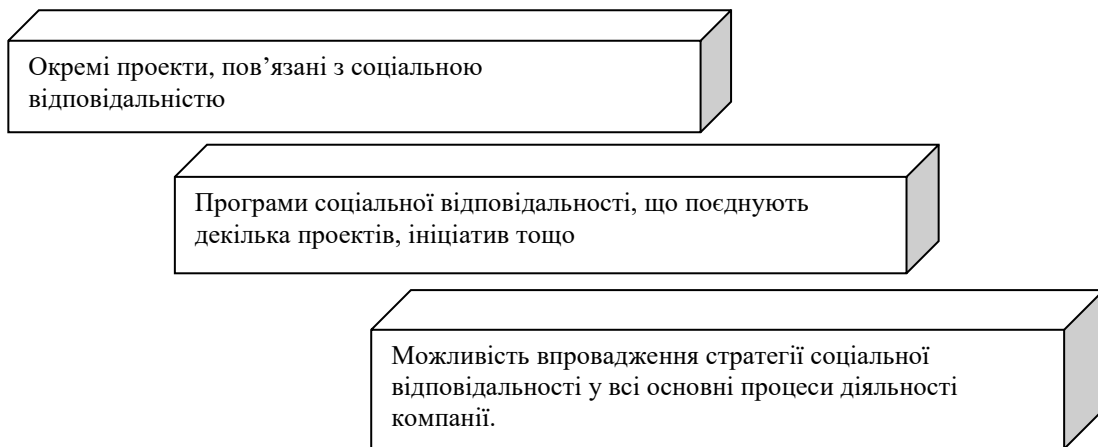 Окремі проекти, пов’язані з соціальною
відповідальністю
Програми соціальної відповідальності, що поєднують
декілька проектів, ініціатив тощо
Можливість впровадження стратегії соціальної
відповідальності у всі основні процеси діяльності
компанії.